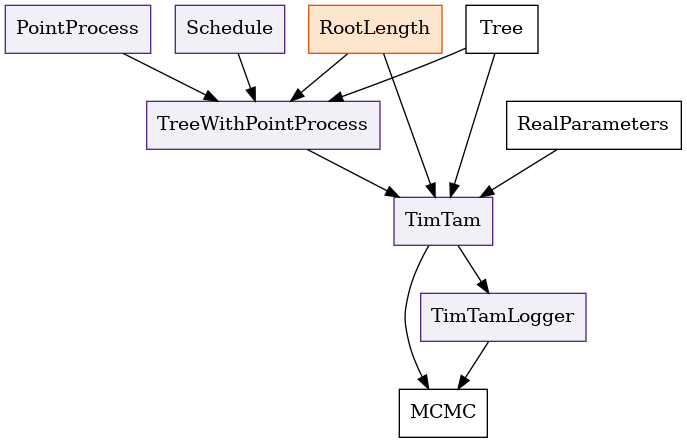 PointProcess
Schedule
RootLength
Tree
TreeWithPointProcess
RealParameters
TimTam
TimTamLogger
MCMC